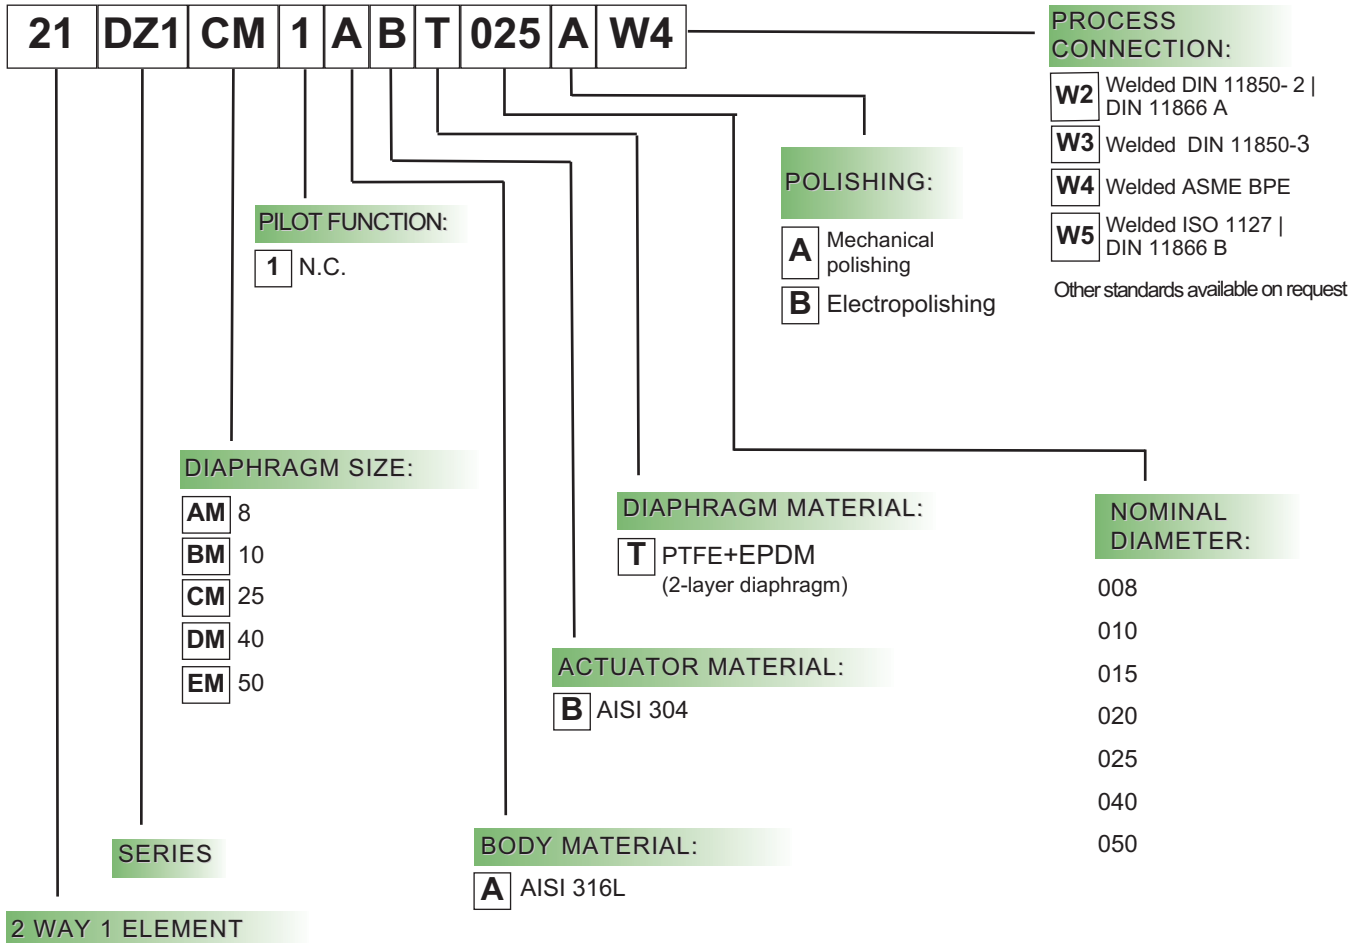 21 DZ1 CM 1 A B T 025 A W4
PROCESS
CONNECTION:
W2 Welded DIN 11850- 2 |
DIN 11866 A
W3 Welded DIN 11850-3
W4 Welded ASME BPE
W5 Welded ISO 1127 |
DIN 11866 B
Other standards available on request
POLISHING:
A Mechanical
polishing
B Electropolishing
PILOT FUNCTION:
1 N.C.
DIAPHRAGM SIZE:
AM 8
BM 10
CM 25
DM 40
EM 50
DIAPHRAGM MATERIAL:
T PTFE+EPDM
(2-layer diaphragm)
NOMINAL
DIAMETER:
008
010
015
020
025
040
050
ACTUATOR MATERIAL:
B AISI 304
BODY MATERIAL:
A AISI 316L
SERIES
2 WAY 1 ELEMENT